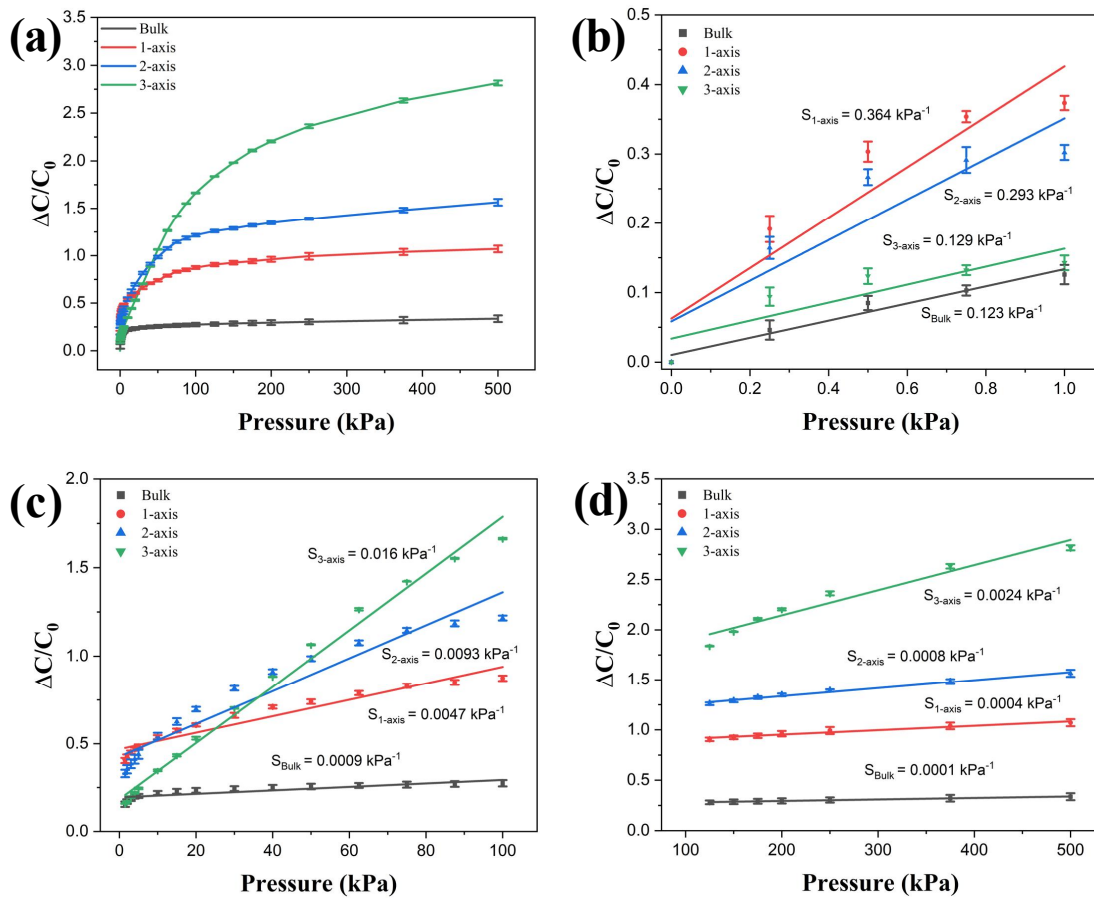 (a)
3.5
3.0
2.5
2.0
1.5
1.0
0.5
0.0
ΔC/C₀
Bulk
1-axis
2-axis
3-axis
0 100 200 300 400 500
Pressure (kPa)
(b)
0.5
0.4
0.3
0.2
0.1
0.0
ΔC/C₀
Bulk
1-axis
2-axis
3-axis
S₁₋ₐₓᵢₛ = 0.364 kPa⁻¹
S₂₋ₐₓᵢₛ = 0.293 kPa⁻¹
S₃₋ₐₓᵢₛ = 0.129 kPa⁻¹
S_Bulk = 0.123 kPa⁻¹
0.0 0.2 0.4 0.6 0.8 1.0
Pressure (kPa)
(c)
2.0
1.5
1.0
0.5
0.0
ΔC/C₀
Bulk
1-axis
2-axis
3-axis
S₃₋ₐₓᵢₛ = 0.016 kPa⁻¹
S₂₋ₐₓᵢₛ = 0.0093 kPa⁻¹
S₁₋ₐₓᵢₛ = 0.0047 kPa⁻¹
S_Bulk = 0.0009 kPa⁻¹
0 20 40 60 80 100
Pressure (kPa)
(d)
3.5
3.0
2.5
2.0
1.5
1.0
0.5
0.0
ΔC/C₀
Bulk
1-axis
2-axis
3-axis
S₃₋ₐₓᵢₛ = 0.0024 kPa⁻¹
S₂₋ₐₓᵢₛ = 0.0008 kPa⁻¹
S₁₋ₐₓᵢₛ = 0.0004 kPa⁻¹
S_Bulk = 0.0001 kPa⁻¹
100 200 300 400 500
Pressure (kPa)